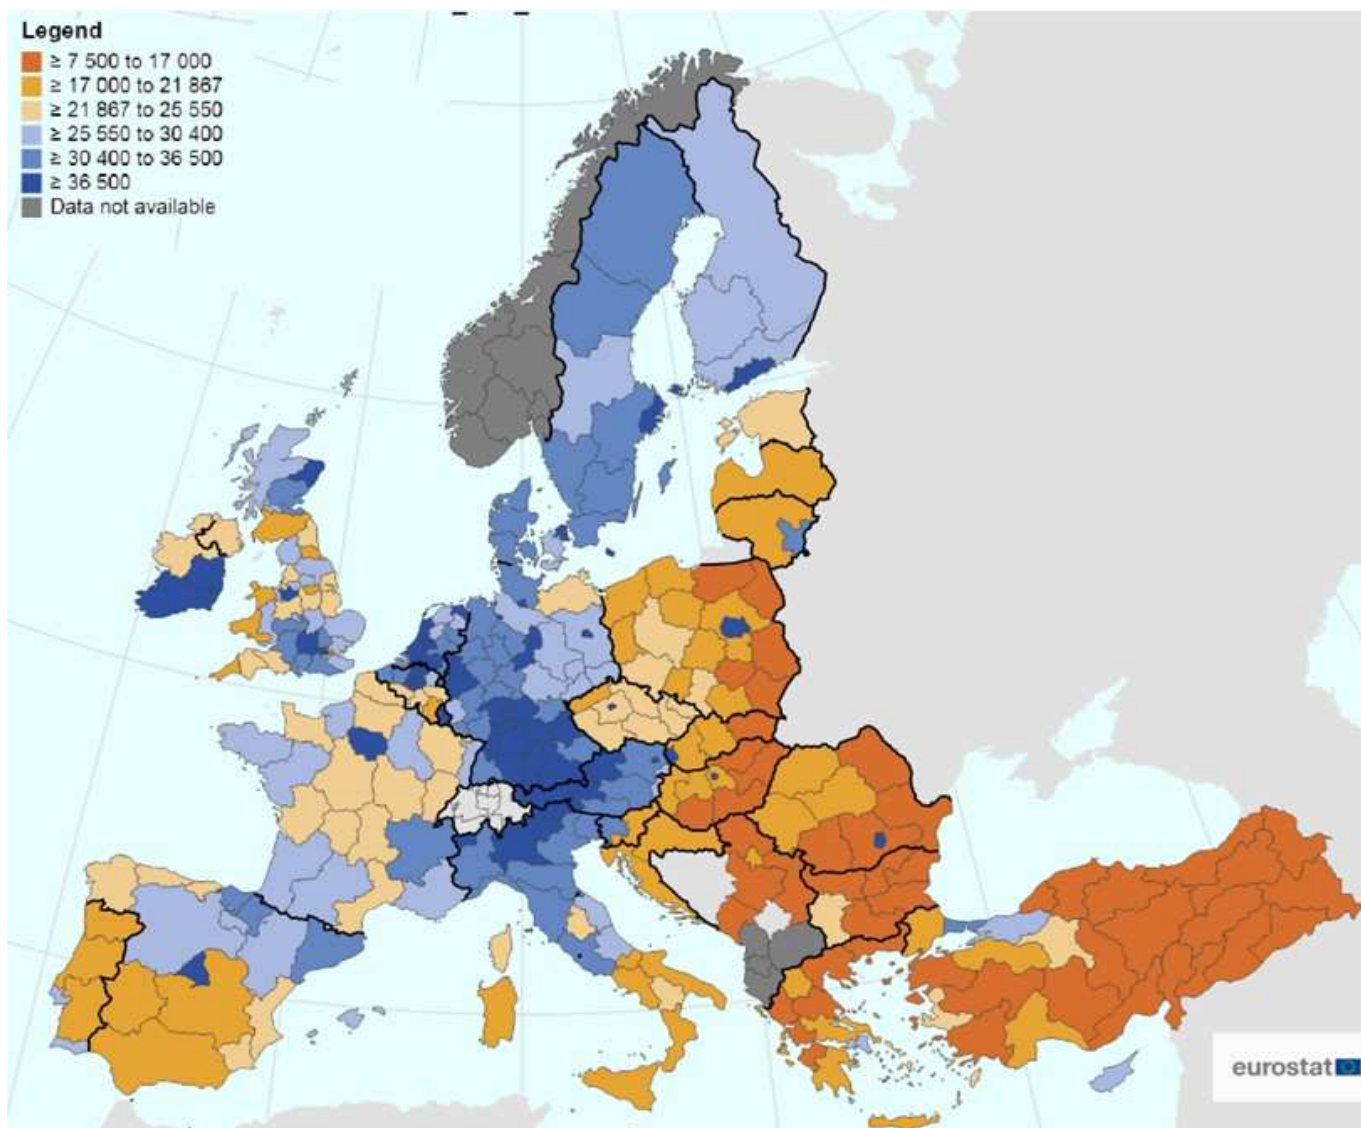 Legend
≥ 7 500 to 17 000
≥ 17 000 to 21 867
≥ 21 867 to 25 550
≥ 25 550 to 30 400
≥ 30 400 to 36 500
≥ 36 500
Data not available
eurostat